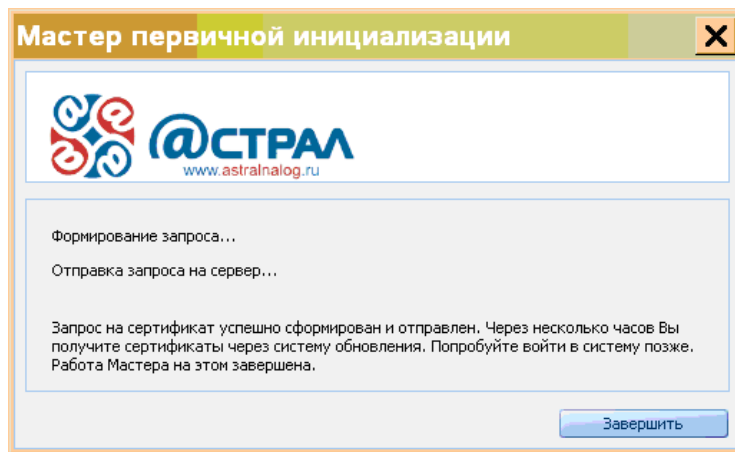 Мастер первичной инициализации
@СТРАЛ
www.astralnalog.ru
Формирование запроса...
Отправка запроса на сервер...
Запрос на сертификат успешно сформирован и отправлен. Через несколько часов Вы
получите сертификаты через систему обновления. Попробуйте войти в систему позже.
Работа Мастера на этом завершена.
Завершить